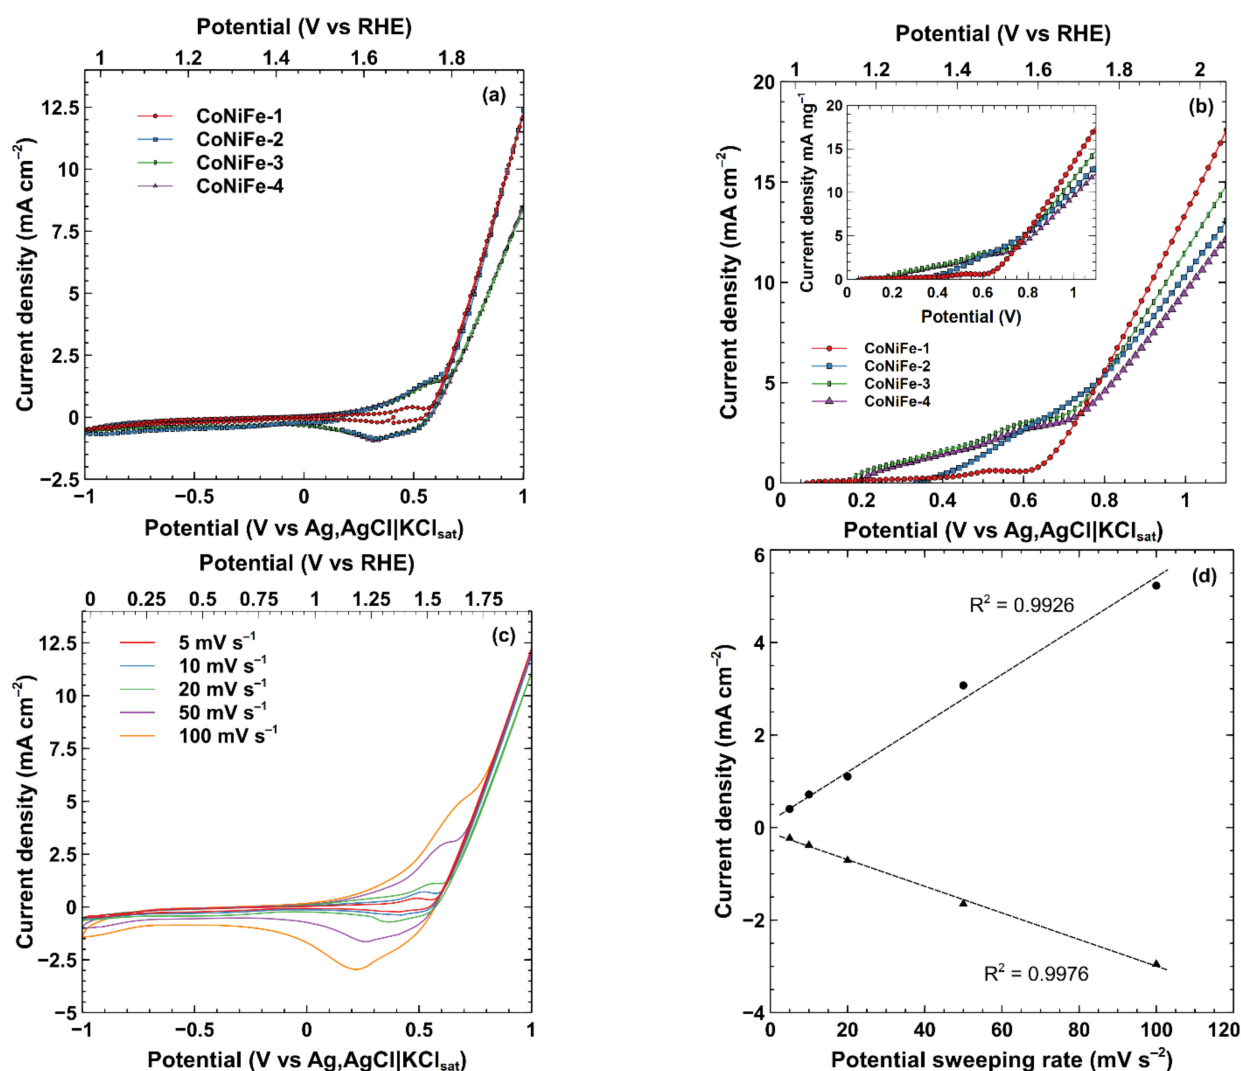 Potential (V vs RHE)
1 1.2 1.4 1.6 1.8
(a)
CoNiFe-1
CoNiFe-2
CoNiFe-3
CoNiFe-4
Current density (mA cm⁻²)
12.5
10
7.5
5
2.5
0
−2.5
−1 −0.5 0 0.5 1
Potential (V vs Ag,AgCl|KClsat)
Potential (V vs RHE)
1 1.2 1.4 1.6 1.8 2
(b)
Current density (mA cm⁻²)
20
15
10
5
0
Current density mA mg⁻¹
20
15
10
5
0
0 0.2 0.4 0.6 0.8 1
Potential (V)
CoNiFe-1
CoNiFe-2
CoNiFe-3
CoNiFe-4
0 0.2 0.4 0.6 0.8 1
Potential (V vs Ag,AgCl|KClsat)
Potential (V vs RHE)
0 0.25 0.5 0.75 1 1.25 1.5 1.75
(c)
5 mV s⁻¹
10 mV s⁻¹
20 mV s⁻¹
50 mV s⁻¹
100 mV s⁻¹
Current density (mA cm⁻²)
12.5
10
7.5
5
2.5
0
−2.5
−5
−1 −0.5 0 0.5 1
Potential (V vs Ag,AgCl|KClsat)
(d)
R² = 0.9926
R² = 0.9976
Current density (mA cm⁻²)
6
4
2
0
−2
−4
0 20 40 60 80 100 120
Potential sweeping rate (mV s⁻²)